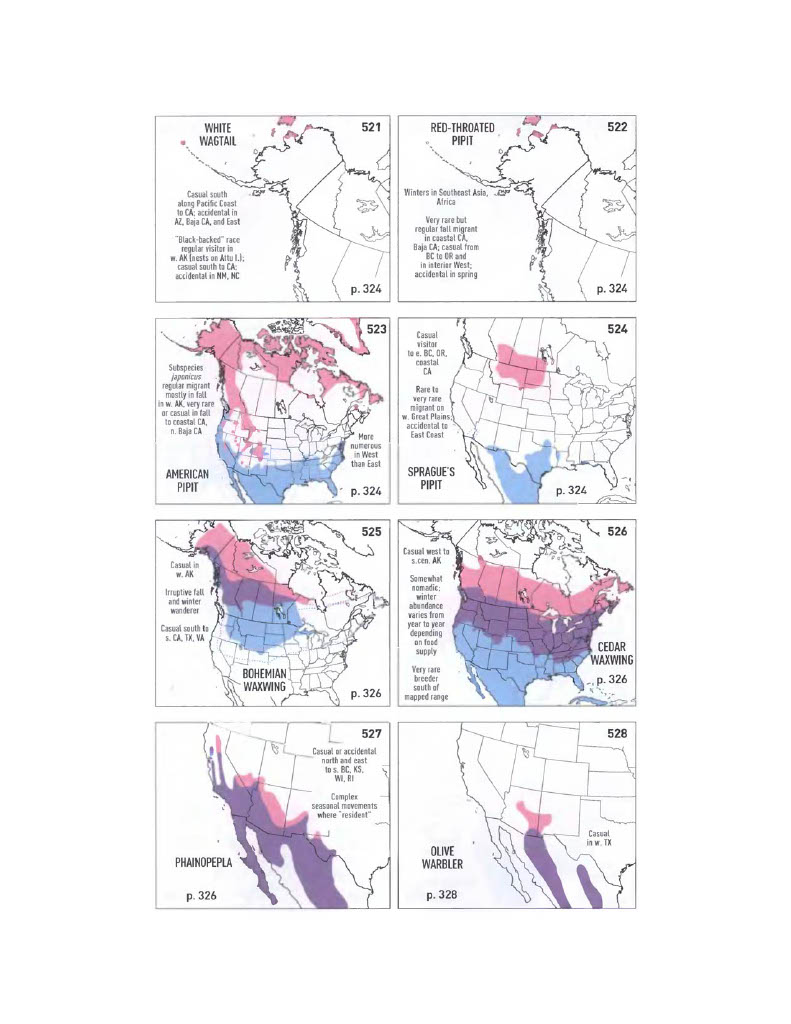 WHITE
WAGTAIL
521
Casual south
along Pacific Coast
to CA; accidental in
AZ, Baja CA, and East
"Black-backed" race
regular visitor in
w. AK (nests on Attu I.);
casual south to CA;
accidental in NM, NC
p. 324
RED-THROATED
PIPIT
522
Winters in Southeast Asia,
Africa
Very rare but
regular fall migrant
in coastal CA,
Baja CA; casual from
BC to OR and
in interior West;
accidental in spring
p. 324
523
Subspecies
japonicus
regular migrant
mostly in fall
in w. AK, very rare
or casual in fall
to coastal CA,
n. Baja CA
More
numerous
in West
than East
AMERICAN
PIPIT
p. 324
524
Casual
visitor
to e. BC, OR,
coastal
CA
Rare to
very rare
migrant on
w. Great Plains;
accidental to
East Coast
SPRAGUE'S
PIPIT
p. 324
525
Casual in
w. AK
Irruptive fall
and winter
wanderer
Casual south to
s. CA, TX, VA
BOHEMIAN
WAXWING
p. 326
526
Casual west to
s.cen. AK
Somewhat
nomadic;
winter
abundance
varies from
year to year
depending
on food
supply
Very rare
breeder
south of
mapped range
CEDAR
WAXWING
p. 326
527
Casual or accidental
north and east
to s. BC, KS,
WI, RI
Complex
seasonal movements
where "resident"
PHAINOPEPLA
p. 326
528
Casual
in w. TX
OLIVE
WARBLER
p. 328